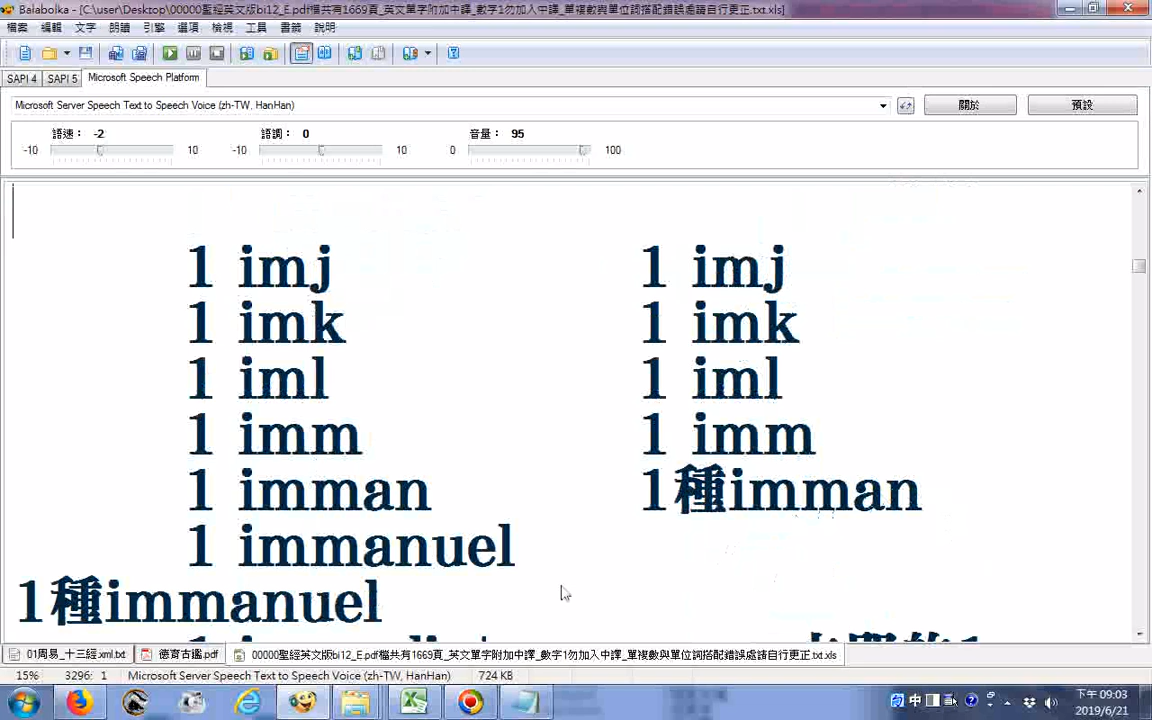 Balabolka - [C:\user\Desktop\00000聖經英文版bi12_E.pdf檔共有1669頁_英文單字附加中譯_數字1勿加入中譯_單複數與單位詞搭配錯誤處請自行更正.txt.xls]
檔案 編輯 文字 朗讀 引擎 選項 檢視 工具 書籤 說明
SAPI 4 SAPI 5 Microsoft Speech Platform
Microsoft Server Speech Text to Speech Voice (zh-TW, HanHan) 關於 預設
語速： -2 語調： 0 音量： 95
-10 10 -10 10 0 100
1 imj 1 imj
1 imk 1 imk
1 iml 1 iml
1 imm 1 imm
1 imman 1種imman
1 immanuel
1種immanuel
01周易_十三經.xml.txt 德育古鑑.pdf 00000聖經英文版bi12_E.pdf檔共有1669頁_英文單字附加中譯_數字1勿加入中譯_單複數與單位詞搭配錯誤處請自行更正.txt.xls
15% 3296: 1 Microsoft Server Speech Text to Speech Voice (zh-TW, HanHan) 724 KB
中 下午 09:03
2019/6/21